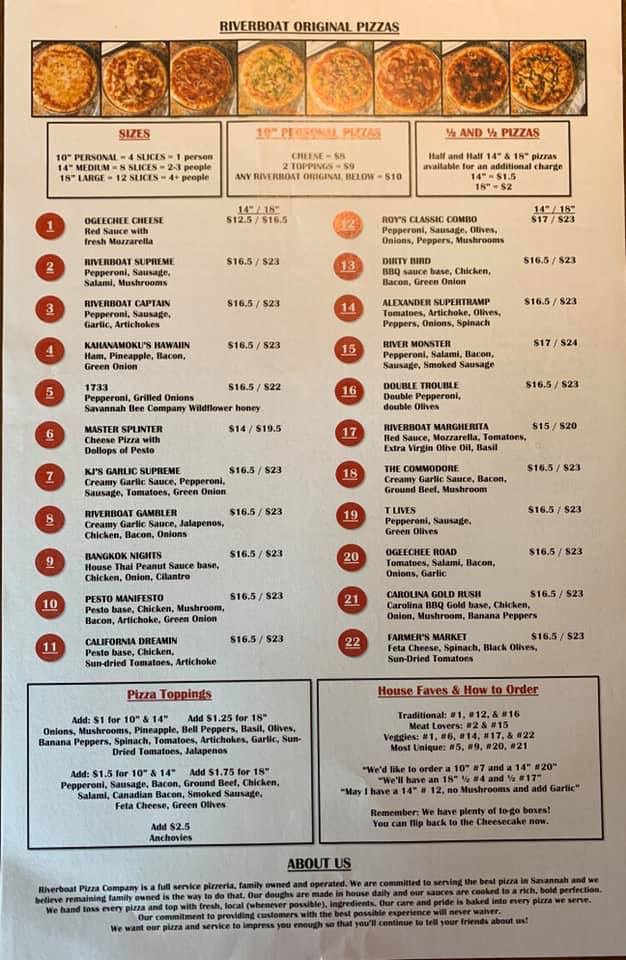 RIVERBOAT ORIGINAL PIZZAS
SIZES
10" PERSONAL = 4 SLICES = 1 person
14" MEDIUM = 8 SLICES = 2-3 people
18" LARGE = 12 SLICES = 4+ people
10" PERSONAL PIZZAS
CHEESE = $8
2 TOPPINGS = $9
ANY RIVERBOAT ORIGINAL BELOW = $10
½ AND ½ PIZZAS
Half and Half 14" & 18" pizzas
available for an additional charge
14" = $1.5
18" = $2
14" / 18"
1 OGEECHEE CHEESE $12.5 / $16.5
Red Sauce with
fresh Mozzarella
2 RIVERBOAT SUPREME $16.5 / $23
Pepperoni, Sausage,
Salami, Mushrooms
3 RIVERBOAT CAPTAIN $16.5 / $23
Pepperoni, Sausage,
Garlic, Artichokes
4 KAHANAMOKU'S HAWAIIN $16.5 / $23
Ham, Pineapple, Bacon,
Green Onion
5 1733 $16.5 / $22
Pepperoni, Grilled Onions
Savannah Bee Company Wildflower honey
6 MASTER SPLINTER $14 / $19.5
Cheese Pizza with
Dollops of Pesto
7 KJ'S GARLIC SUPREME $16.5 / $23
Creamy Garlic Sauce, Pepperoni,
Sausage, Tomatoes, Green Onion
8 RIVERBOAT GAMBLER $16.5 / $23
Creamy Garlic Sauce, Jalapenos,
Chicken, Bacon, Onions
9 BANGKOK NIGHTS $16.5 / $23
House Thai Peanut Sauce base,
Chicken, Onion, Cilantro
10 PESTO MANIFESTO $16.5 / $23
Pesto base, Chicken, Mushroom,
Bacon, Artichoke, Green Onion
11 CALIFORNIA DREAMIN $16.5 / $23
Pesto base, Chicken,
Sun-dried Tomatoes, Artichoke
14" / 18"
12 ROY'S CLASSIC COMBO $17 / $23
Pepperoni, Sausage, Olives,
Onions, Peppers, Mushrooms
13 DIRTY BIRD $16.5 / $23
BBQ sauce base, Chicken,
Bacon, Green Onion
14 ALEXANDER SUPERTRAMP $16.5 / $23
Tomatoes, Artichoke, Olives,
Peppers, Onions, Spinach
15 RIVER MONSTER $17 / $24
Pepperoni, Salami, Bacon,
Sausage, Smoked Sausage
16 DOUBLE TROUBLE $16.5 / $23
Double Pepperoni,
double Olives
17 RIVERBOAT MARGHERITA $15 / $20
Red Sauce, Mozzarella, Tomatoes,
Extra Virgin Olive Oil, Basil
18 THE COMMODORE $16.5 / $23
Creamy Garlic Sauce, Bacon,
Ground Beef, Mushroom
19 T LIVES $16.5 / $23
Pepperoni, Sausage,
Green Olives
20 OGEECHEE ROAD $16.5 / $23
Tomatoes, Salami, Bacon,
Onions, Garlic
21 CAROLINA GOLD RUSH $16.5 / $23
Carolina BBQ Gold base, Chicken,
Onion, Mushroom, Banana Peppers
22 FARMER'S MARKET $16.5 / $23
Feta Cheese, Spinach, Black Olives,
Sun-Dried Tomatoes
Pizza Toppings
Add: $1 for 10" & 14" Add $1.25 for 18"
Onions, Mushrooms, Pineapple, Bell Peppers, Basil, Olives,
Banana Peppers, Spinach, Tomatoes, Artichokes, Garlic, Sun-
Dried Tomatoes, Jalapenos
Add: $1.5 for 10" & 14" Add $1.75 for 18"
Pepperoni, Sausage, Bacon, Ground Beef, Chicken,
Salami, Canadian Bacon, Smoked Sausage,
Feta Cheese, Green Olives
Add $2.5
Anchovies
House Faves & How to Order
Traditional: #1, #12, & #16
Meat Lovers: #2 & #15
Veggies: #1, #6, #14, #17, & #22
Most Unique: #5, #9, #20, #21
"We'd like to order a 10" #7 and a 14" #20"
"We'll have an 18" ½ #4 and ½ #17"
"May I have a 14" # 12, no Mushrooms and add Garlic"
Remember: We have plenty of to-go boxes!
You can flip back to the Cheesecake now.
ABOUT US
Riverboat Pizza Company is a full service pizzeria, family owned and operated. We are committed to serving the best pizza in Savannah and we
believe remaining family owned is the way to do that. Our doughs are made in house daily and our sauces are cooked to a rich, bold perfection.
We hand toss every pizza and top with fresh, local (whenever possible), ingredients. Our care and pride is baked into every pizza we serve.
Our commitment to providing customers with the best possible experience will never waiver.
We want our pizza and service to impress you enough so that you'll continue to tell your friends about us!